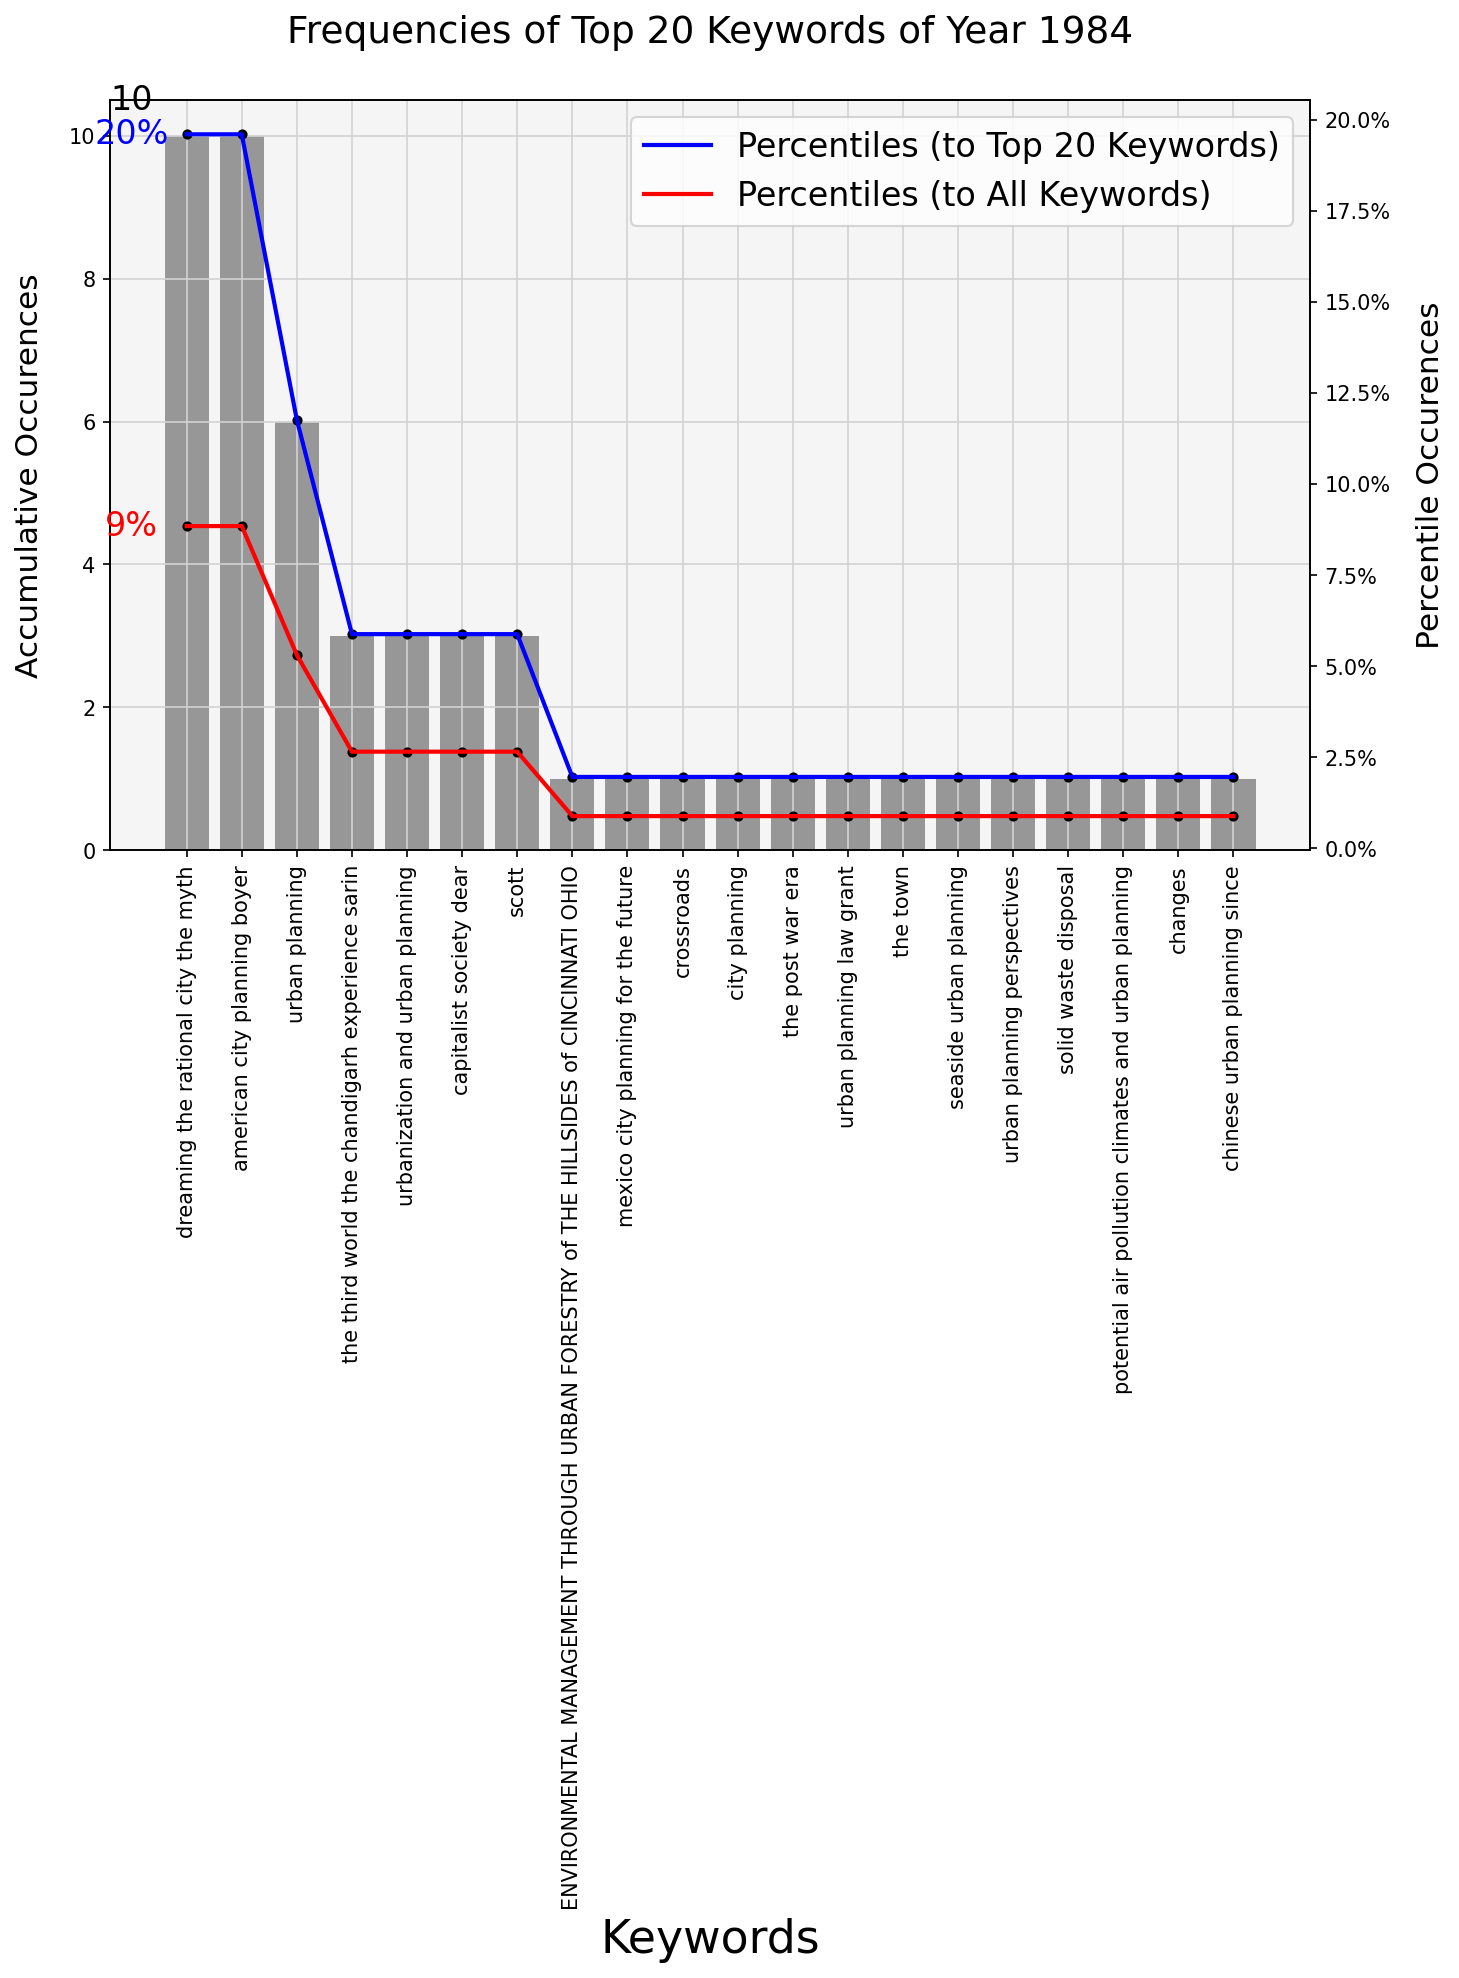 Frequencies of Top 20 Keywords of Year 1984
10
20%
9%
Percentiles (to Top 20 Keywords)
Percentiles (to All Keywords)
Accumulative Occurences
10
8
6
4
2
0
20.0%
17.5%
15.0%
12.5%
10.0%
7.5%
5.0%
2.5%
0.0%
Percentile Occurences
dreaming the rational city the myth
american city planning boyer
urban planning
the third world the chandigarh experience sarin
urbanization and urban planning
capitalist society dear
scott
ENVIRONMENTAL MANAGEMENT THROUGH URBAN FORESTRY of THE HILLSIDES of CINCINNATI OHIO
mexico city planning for the future
crossroads
city planning
the post war era
urban planning law grant
the town
seaside urban planning
urban planning perspectives
solid waste disposal
potential air pollution climates and urban planning
changes
chinese urban planning since
Keywords